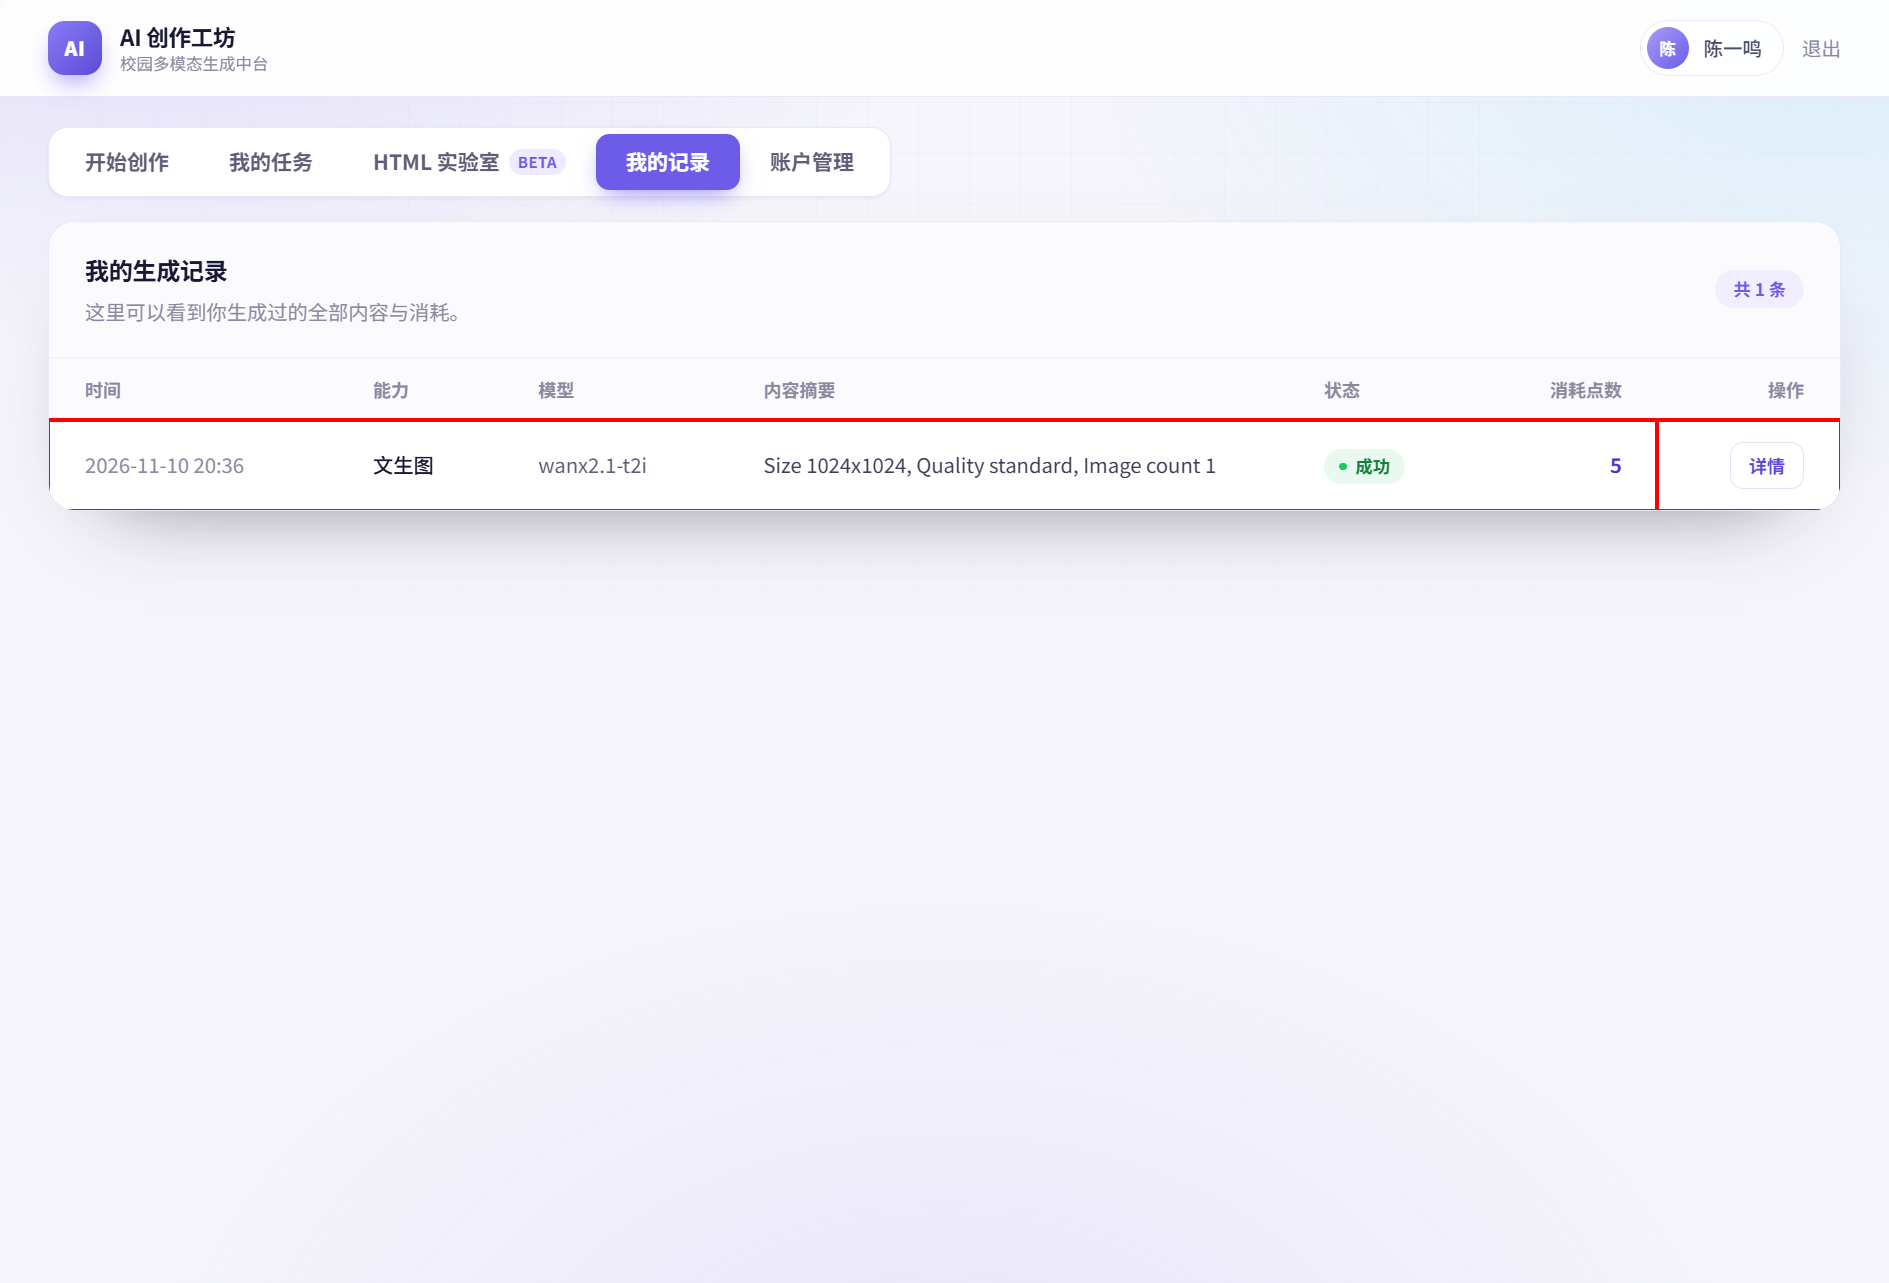 AI
AI 创作工坊
校园多模态生成中台
陈 陈一鸣 退出
开始创作 我的任务 HTML 实验室 BETA 我的记录 账户管理
我的生成记录
这里可以看到你生成过的全部内容与消耗。
共 1 条
时间 能力 模型 内容摘要 状态 消耗点数 操作
2026-11-10 20:36 文生图 wanx2.1-t2i Size 1024x1024, Quality standard, Image count 1 成功 5 详情